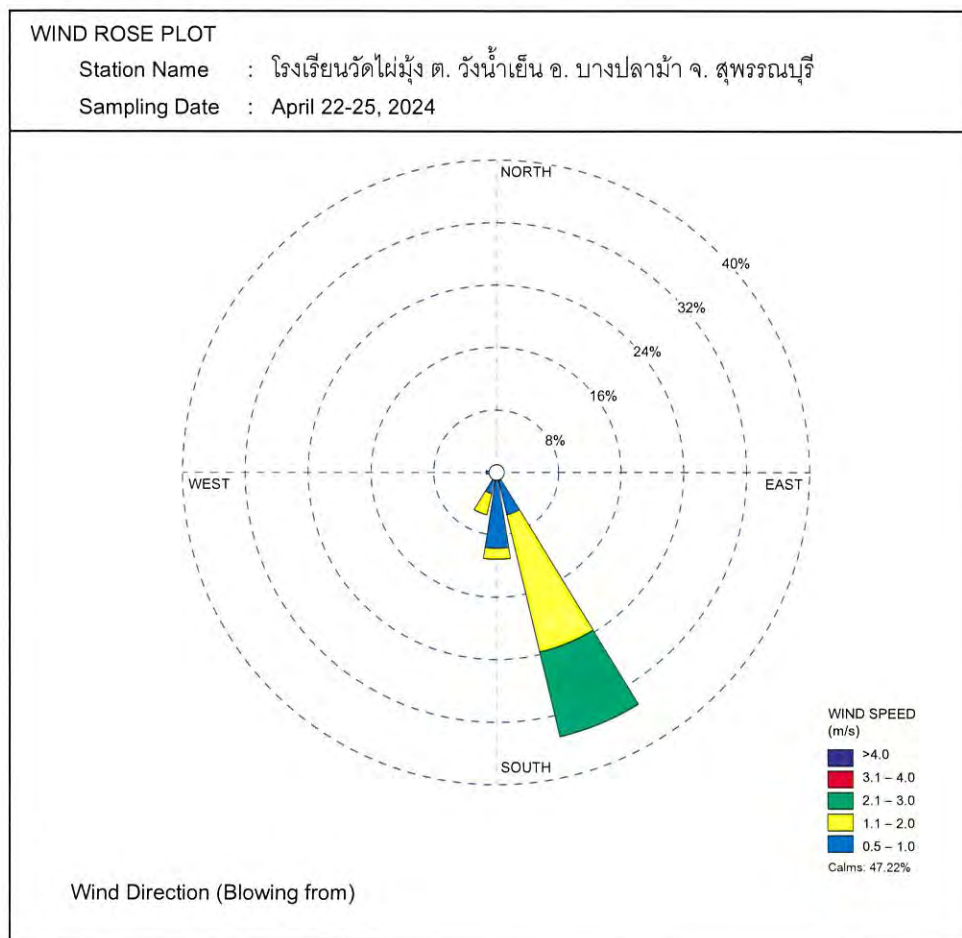 WIND ROSE PLOT
Station Name : โรงเรียนวัดไผ่มุ้ง ต. วังน้ำเย็น อ. บางปลาม้า จ. สุพรรณบุรี
Sampling Date : April 22-25, 2024
NORTH
40%
32%
24%
16%
8%
WEST
EAST
SOUTH
WIND SPEED
(m/s)
>4.0
3.1 – 4.0
2.1 – 3.0
1.1 – 2.0
0.5 – 1.0
Calms: 47.22%
Wind Direction (Blowing from)